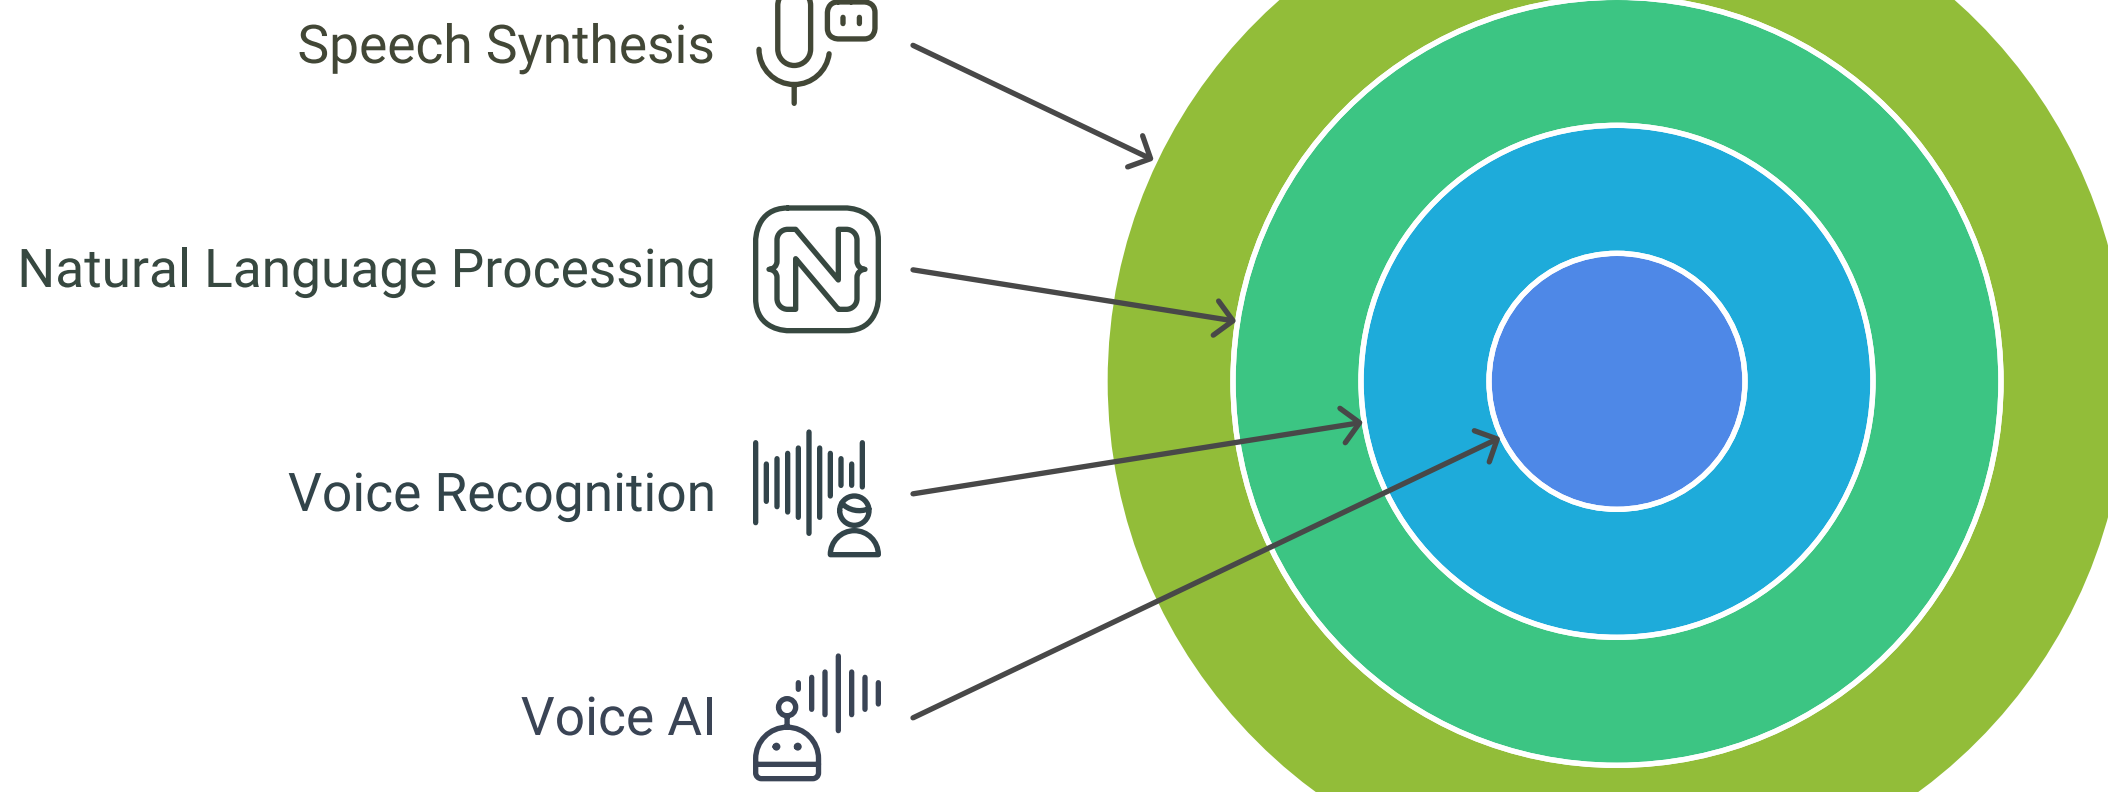 Speech Synthesis
Natural Language Processing
Voice Recognition
Voice AI